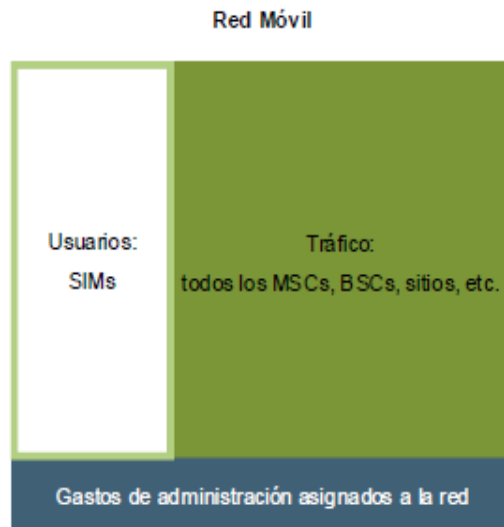 Red Móvil
Usuarios:
SIMs
Tráfico:
todos los MSCs, BSCs, sitios, etc.
Gastos de administración asignados a la red